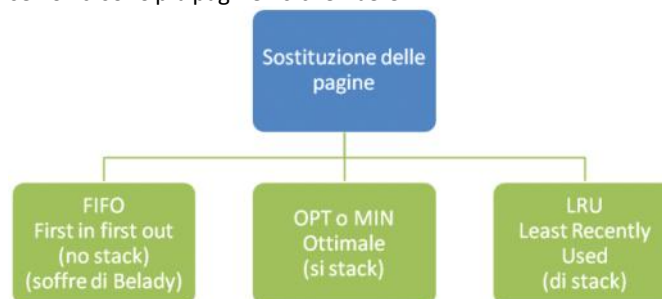 Sostituzione delle
pagine
FIFO
First in first out
(no stack)
(soffre di Belady)
OPT o MIN
Ottimale
(si stack)
LRU
Least Recently
Used
(di stack)